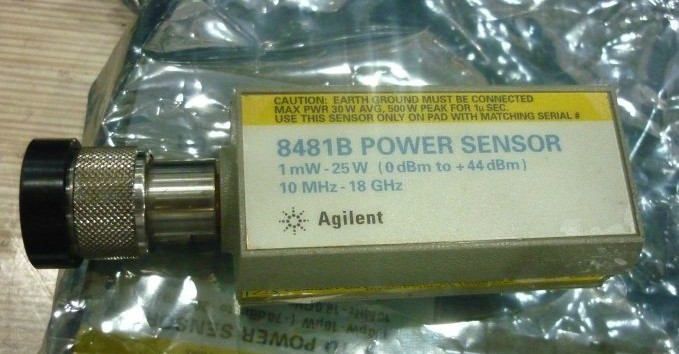 CAUTION: EARTH GROUND MUST BE CONNECTED
MAX PWR 30 W AVG, 500 W PEAK FOR 1µ SEC.
USE THIS SENSOR ONLY ON PAD WITH MATCHING SERIAL #
8481B POWER SENSOR
1 mW - 25 W ( 0 dBm to + 44 dBm )
10 MHz - 18 GHz
Agilent
POWER SENSOR